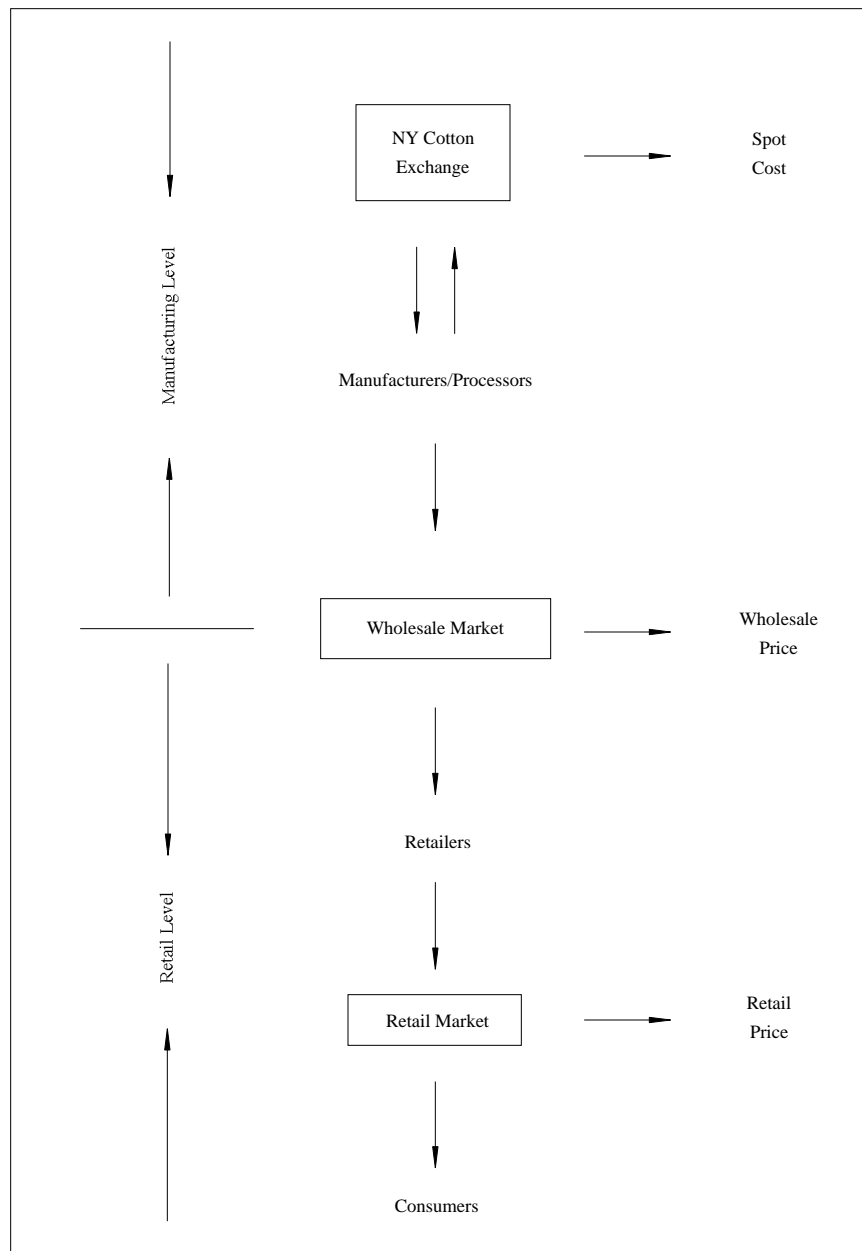 NY Cotton
Exchange
Spot
Cost
Manufacturing Level
Manufacturers/Processors
Wholesale Market
Wholesale
Price
Retailers
Retail Level
Retail Market
Retail
Price
Consumers